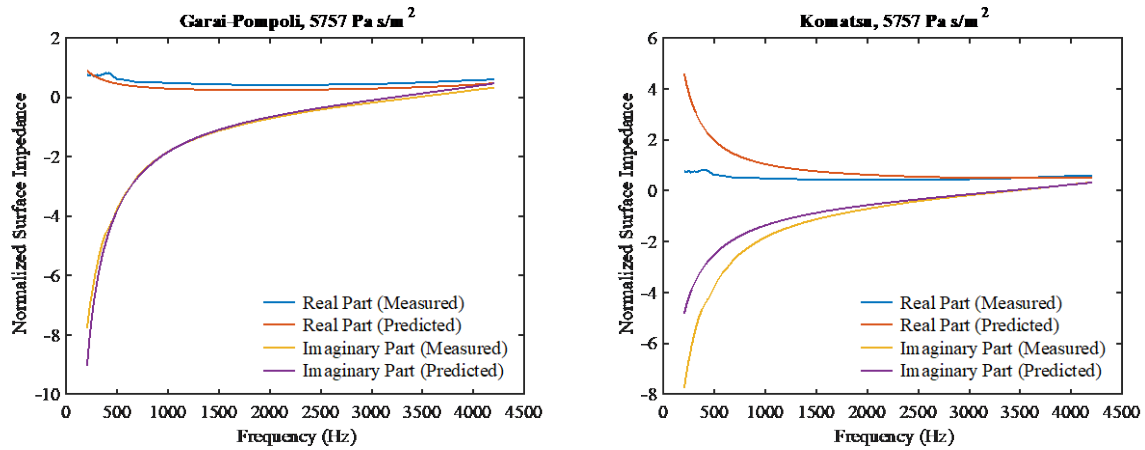 Garai-Pompoli, 5757 Pa s/m²
Normalized Surface Impedance
2
0
-2
-4
-6
-8
-10
Real Part (Measured)
Real Part (Predicted)
Imaginary Part (Measured)
Imaginary Part (Predicted)
0 500 1000 1500 2000 2500 3000 3500 4000 4500
Frequency (Hz)
Komatsu, 5757 Pa s/m²
Normalized Surface Impedance
6
4
2
0
-2
-4
-6
-8
Real Part (Measured)
Real Part (Predicted)
Imaginary Part (Measured)
Imaginary Part (Predicted)
0 500 1000 1500 2000 2500 3000 3500 4000 4500
Frequency (Hz)